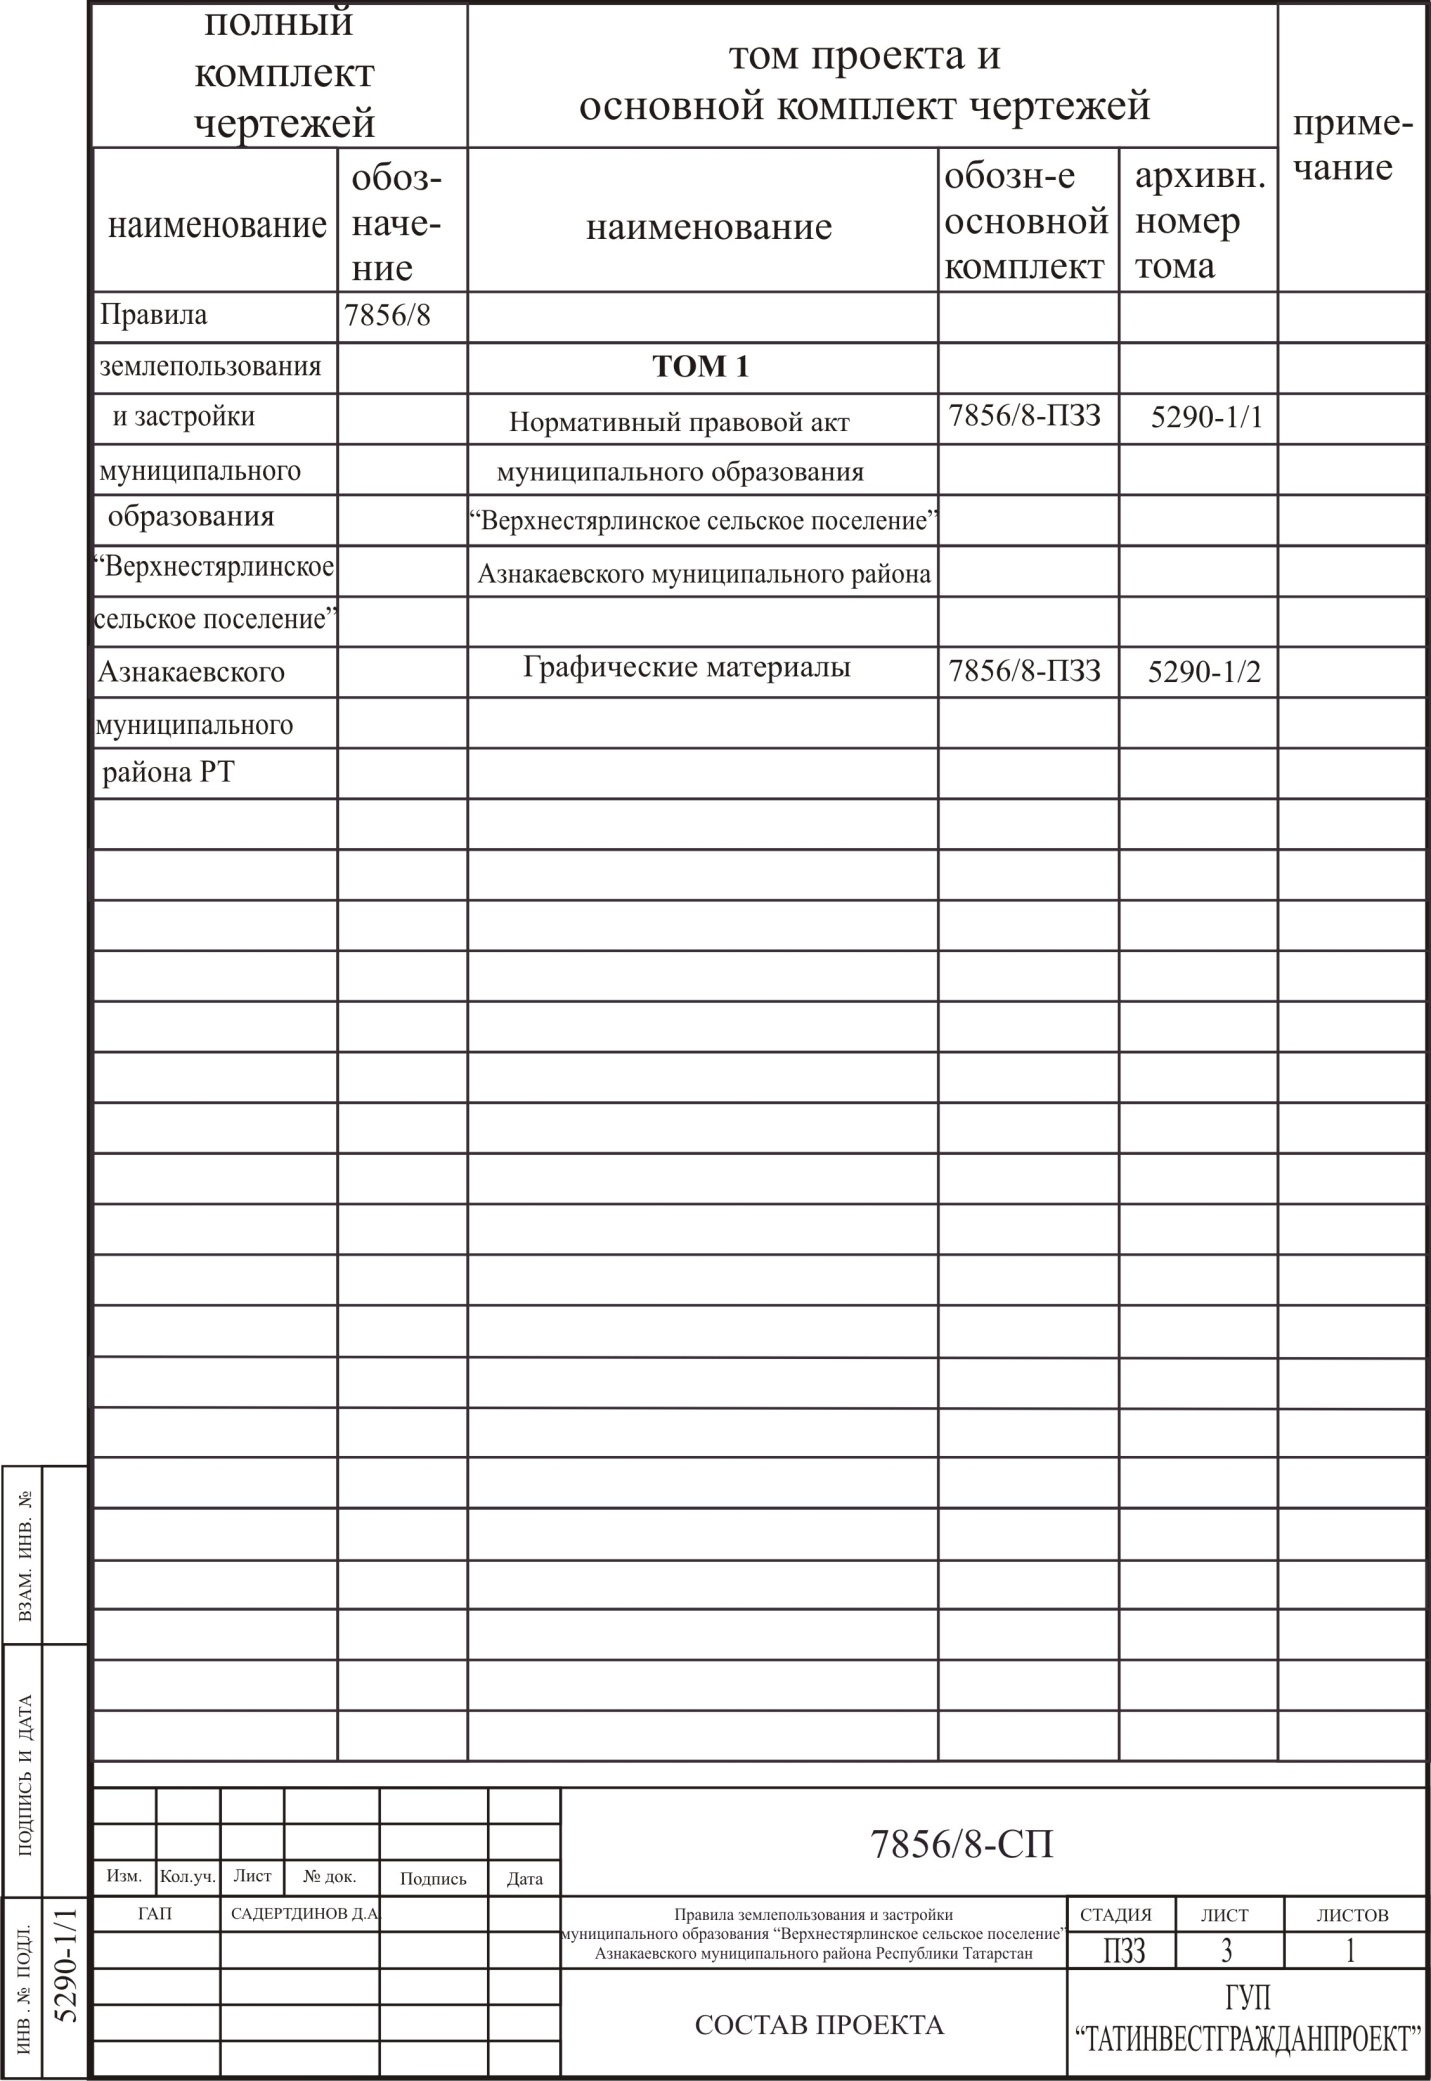 полный
комплект
чертежей
том проекта и
основной комплект чертежей
приме-
чание
наименование
обоз-
наче-
ние
наименование
обозн-е
основной
комплект
архивн.
номер
тома
Правила 7856/8
землепользования ТОМ 1
и застройки Нормативный правовой акт 7856/8-ПЗЗ 5290-1/1
муниципального муниципального образования
образования “Верхнестярлинское сельское поселение”
“Верхнестярлинское Азнакаевского муниципального района
сельское поселение”
Азнакаевского Графические материалы 7856/8-ПЗЗ 5290-1/2
муниципального
района РТ
ВЗАМ. ИНВ. №
ПОДПИСЬ И ДАТА
ИНВ . № ПОДЛ.
5290-1/1
7856/8-СП
Изм. Кол.уч. Лист № док. Подпись Дата
ГАП САДЕРТДИНОВ Д.А.
Правила землепользования и застройки
муниципального образования “Верхнестярлинское сельское поселение”
Азнакаевского муниципального района Республики Татарстан
СТАДИЯ ЛИСТ ЛИСТОВ
ПЗЗ 3 1
СОСТАВ ПРОЕКТА
ГУП
“ТАТИНВЕСТГРАЖДАНПРОЕКТ”